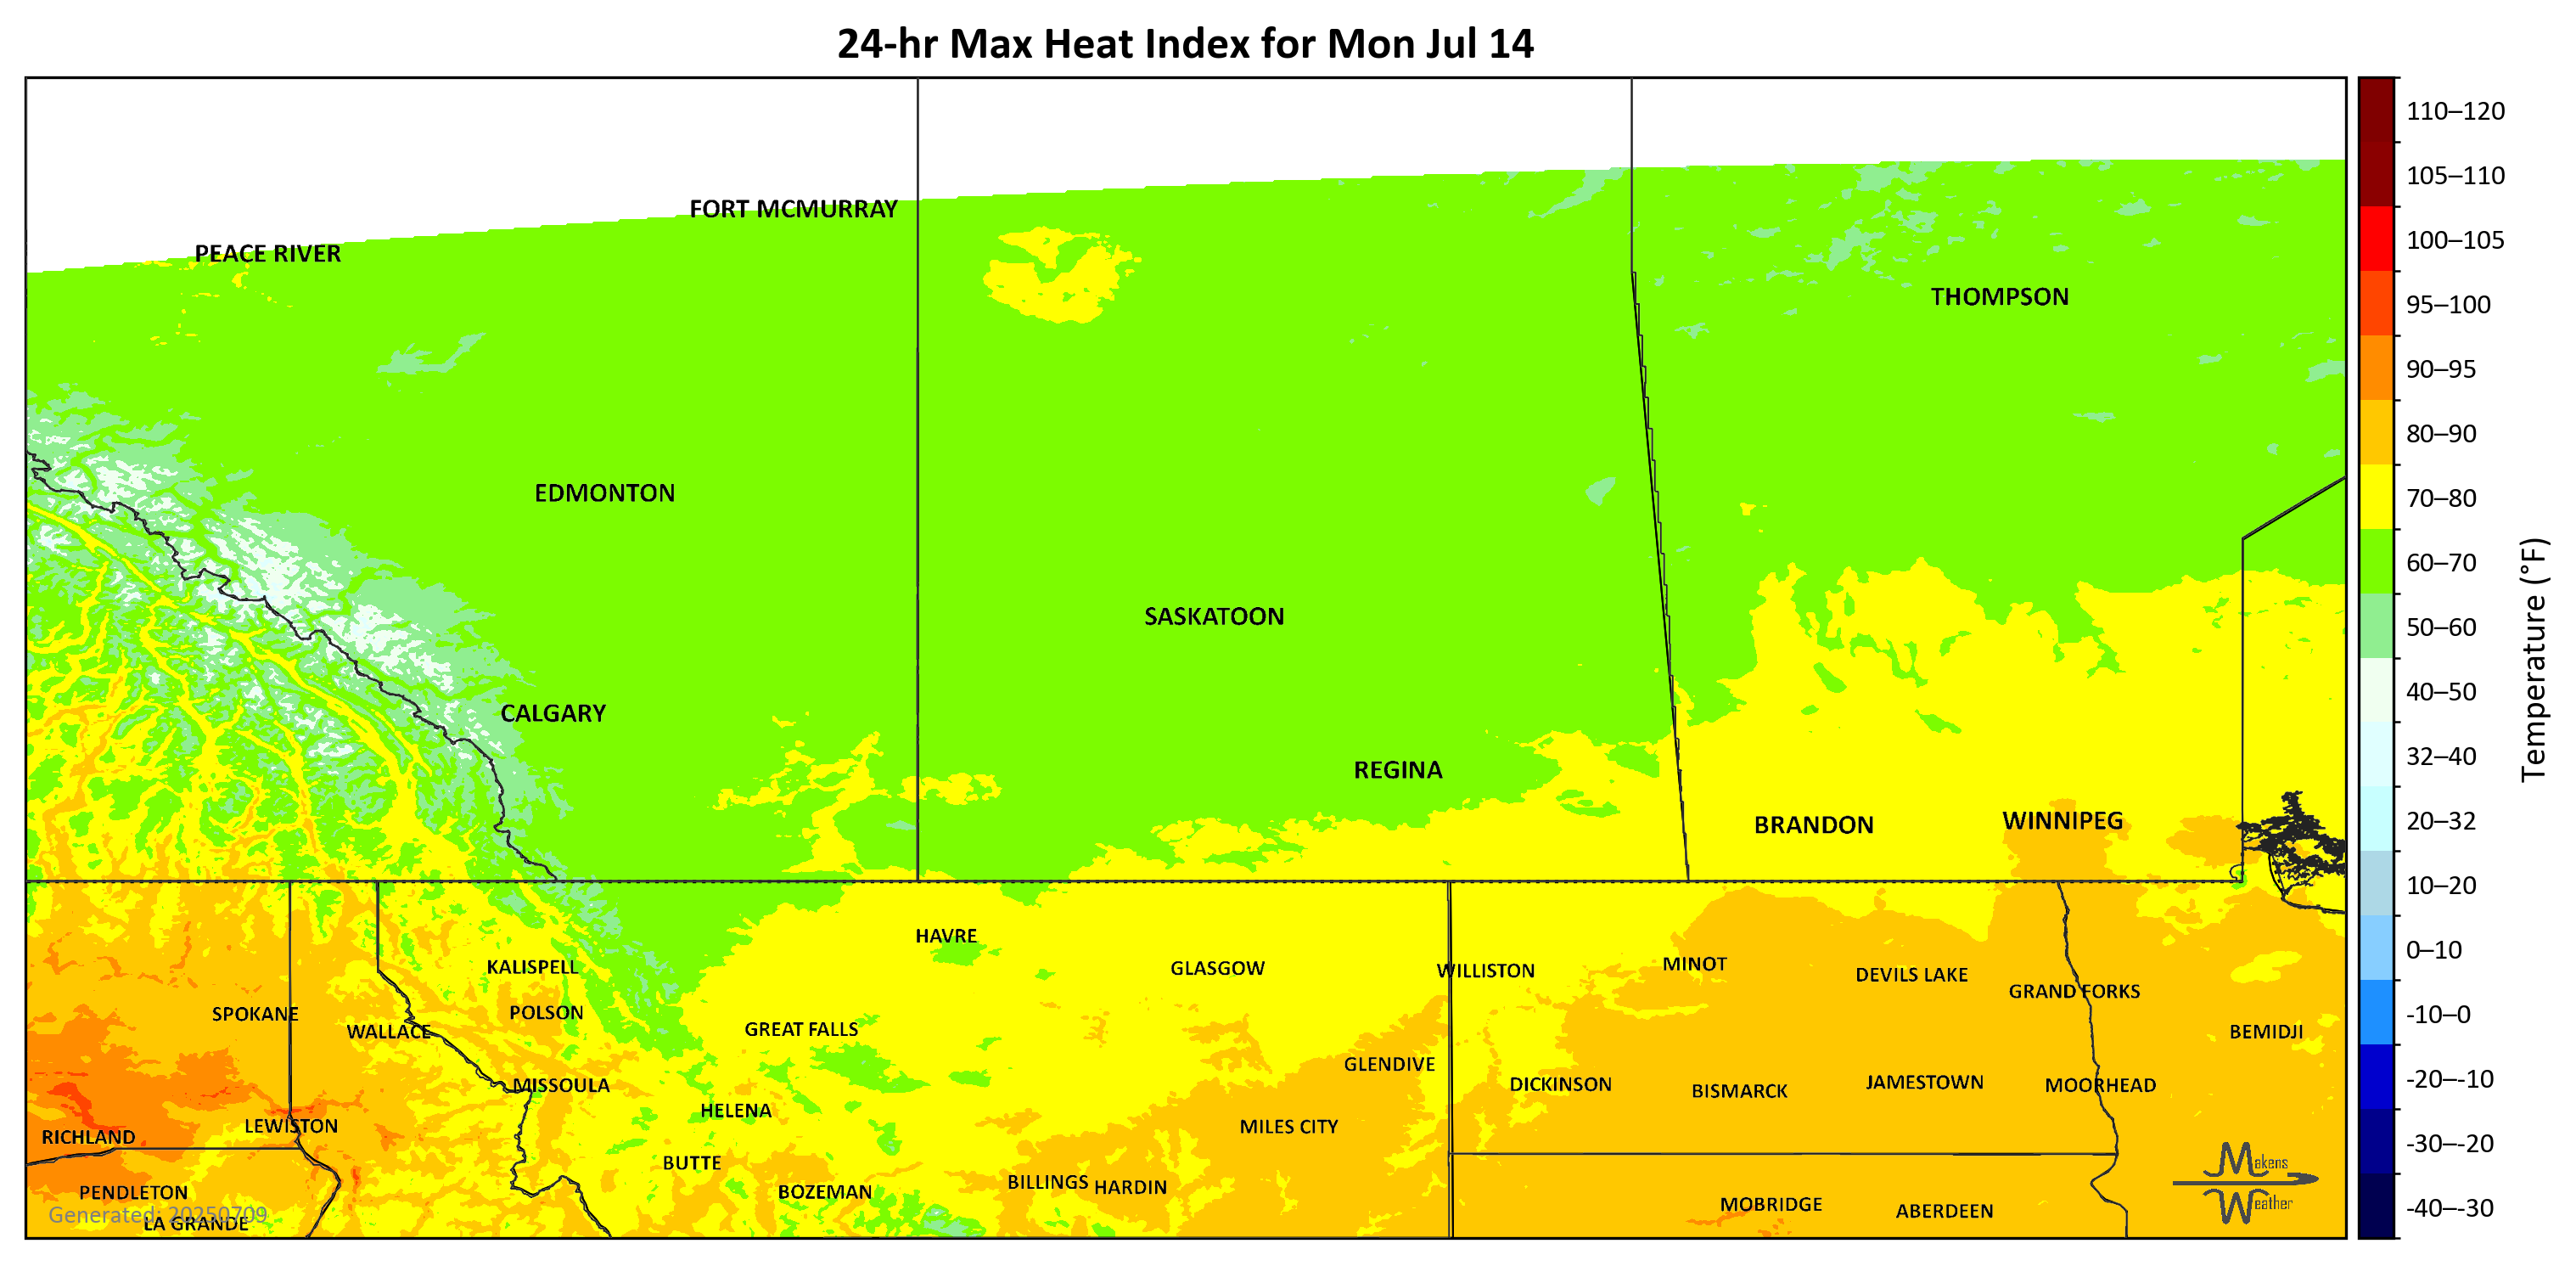 24-hr Max Heat Index for Mon Jul 14
FORT MCMURRAY
PEACE RIVER
THOMPSON
EDMONTON
SASKATOON
CALGARY
REGINA
BRANDON
WINNIPEG
HAVRE
KALISPELL
GLASGOW
WILLISTON
MINOT
DEVILS LAKE
GRAND FORKS
SPOKANE
POLSON
WALLACE
GREAT FALLS
BEMIDJI
GLENDIVE
MISSOULA
DICKINSON
BISMARCK
JAMESTOWN
MOORHEAD
HELENA
LEWISTON
MILES CITY
RICHLAND
BUTTE
BILLINGS
HARDIN
PENDLETON
BOZEMAN
MOBRIDGE
ABERDEEN
Generated: 20250709
LA GRANDE
Makens
Weather
110–120
105–110
100–105
95–100
90–95
80–90
70–80
60–70
50–60
40–50
32–40
20–32
10–20
0–10
-10–0
-20–-10
-30–-20
-40–-30
Temperature (°F)